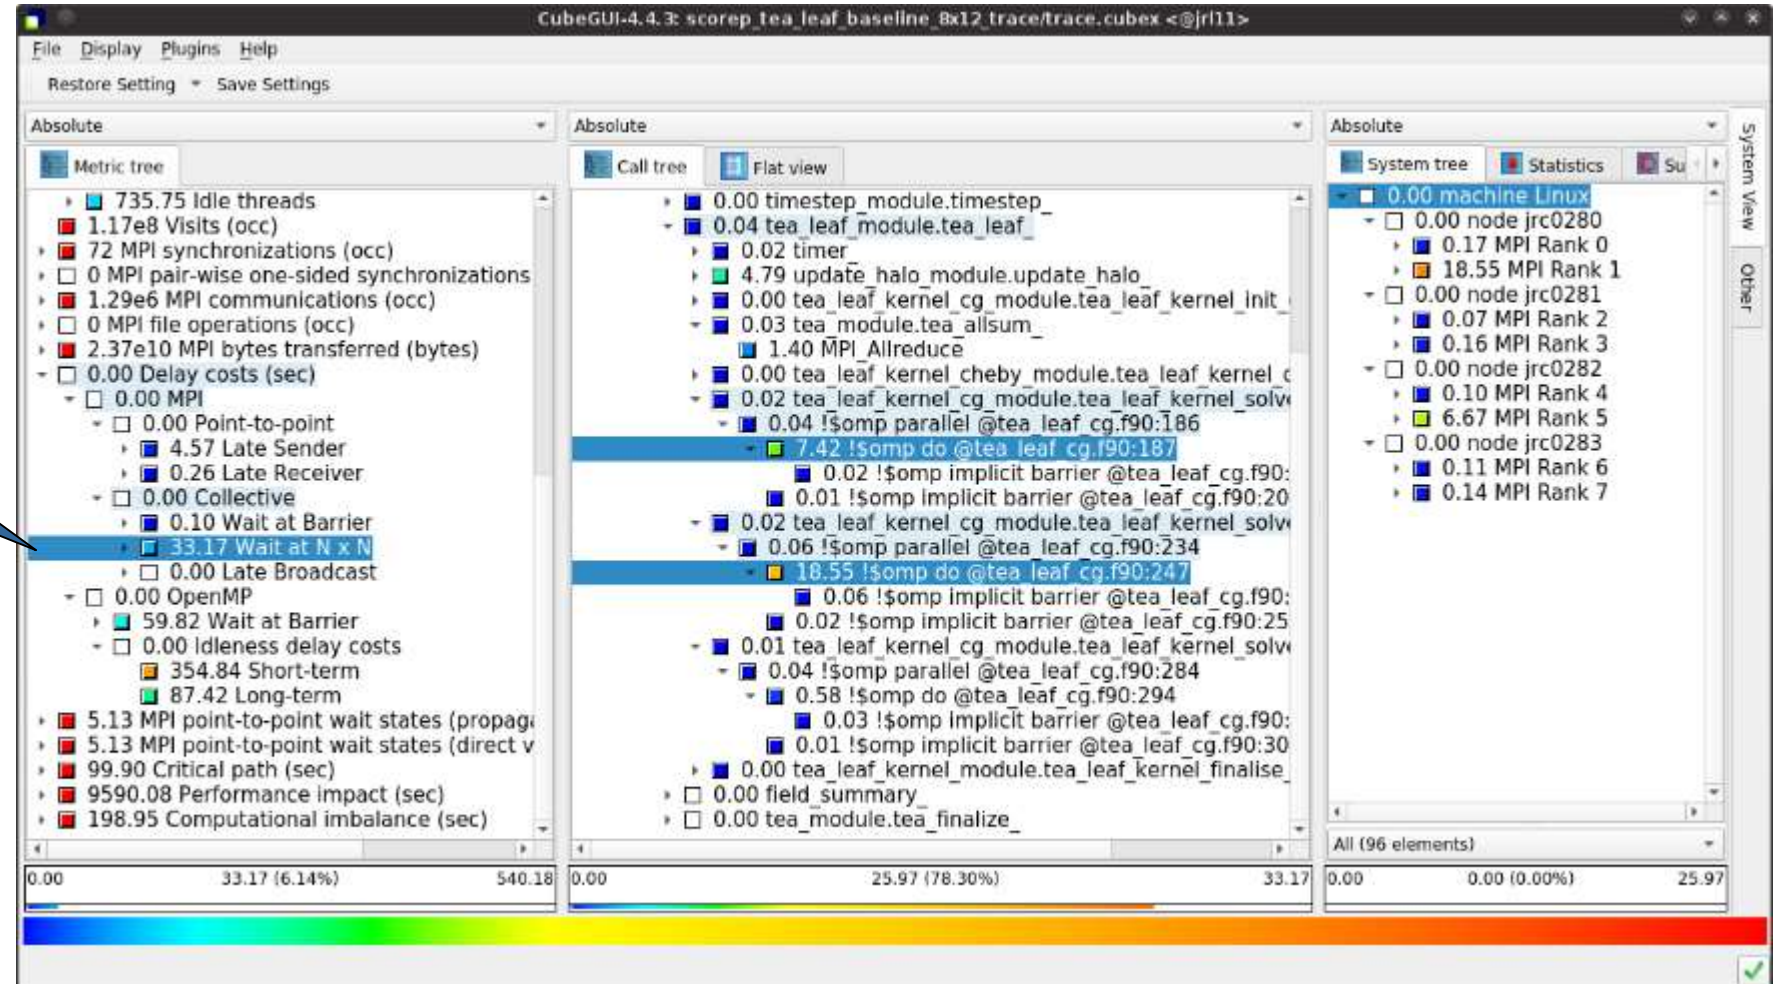 CubeGUI-4.4.3: scorep_tea_leaf_baseline_8x12_trace/trace.cubex <@jrl11>
File Display Plugins Help
Restore Setting Save Settings
Absolute
Metric tree
735.75 Idle threads
1.17e8 Visits (occ)
72 MPI synchronizations (occ)
0 MPI pair-wise one-sided synchronizations
1.29e6 MPI communications (occ)
0 MPI file operations (occ)
2.37e10 MPI bytes transferred (bytes)
0.00 Delay costs (sec)
0.00 MPI
0.00 Point-to-point
4.57 Late Sender
0.26 Late Receiver
0.00 Collective
0.10 Wait at Barrier
33.17 Wait at N x N
0.00 Late Broadcast
0.00 OpenMP
59.82 Wait at Barrier
0.00 Idleness delay costs
354.84 Short-term
87.42 Long-term
5.13 MPI point-to-point wait states (propaga
5.13 MPI point-to-point wait states (direct v
99.90 Critical path (sec)
9590.08 Performance impact (sec)
198.95 Computational imbalance (sec)
0.00 33.17 (6.14%) 540.18
Absolute
Call tree Flat view
0.00 timestep_module.timestep_
0.04 tea_leaf_module.tea_leaf_
0.02 timer_
4.79 update_halo_module.update_halo_
0.00 tea_leaf_kernel_cg_module.tea_leaf_kernel_init_
0.03 tea_module.tea_allsum_
1.40 MPI_Allreduce
0.00 tea_leaf_kernel_cheby_module.tea_leaf_kernel_c
0.02 tea_leaf_kernel_cg_module.tea_leaf_kernel_solv
0.04 !$omp parallel @tea_leaf_cg.f90:186
7.42 !$omp do @tea_leaf_cg.f90:187
0.02 !$omp implicit barrier @tea_leaf_cg.f90:
0.01 !$omp implicit barrier @tea_leaf_cg.f90:20
0.02 tea_leaf_kernel_cg_module.tea_leaf_kernel_solv
0.06 !$omp parallel @tea_leaf_cg.f90:234
18.55 !$omp do @tea_leaf_cg.f90:247
0.06 !$omp implicit barrier @tea_leaf_cg.f90:
0.02 !$omp implicit barrier @tea_leaf_cg.f90:25
0.01 tea_leaf_kernel_cg_module.tea_leaf_kernel_solv
0.04 !$omp parallel @tea_leaf_cg.f90:284
0.58 !$omp do @tea_leaf_cg.f90:294
0.03 !$omp implicit barrier @tea_leaf_cg.f90:
0.01 !$omp implicit barrier @tea_leaf_cg.f90:30
0.00 tea_leaf_kernel_module.tea_leaf_kernel_finalise_
0.00 field_summary_
0.00 tea_module.tea_finalize_
0.00 25.97 (78.30%) 33.17
Absolute
System tree Statistics Su
0.00 machine Linux
0.00 node jrc0280
0.17 MPI Rank 0
18.55 MPI Rank 1
0.00 node jrc0281
0.07 MPI Rank 2
0.16 MPI Rank 3
0.00 node jrc0282
0.10 MPI Rank 4
6.67 MPI Rank 5
0.00 node jrc0283
0.11 MPI Rank 6
0.14 MPI Rank 7
All (96 elements)
0.00 0.00 (0.00%) 25.97
System View
Other